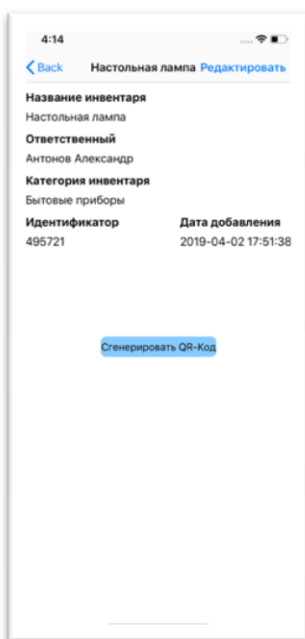 4:14
Back Настольная лампа Редактировать
Название инвентаря
Настольная лампа
Ответственный
Антонов Александр
Категория инвентаря
Бытовые приборы
Идентификатор Дата добавления
495721 2019-04-02 17:51:38
Сгенерировать QR-Код